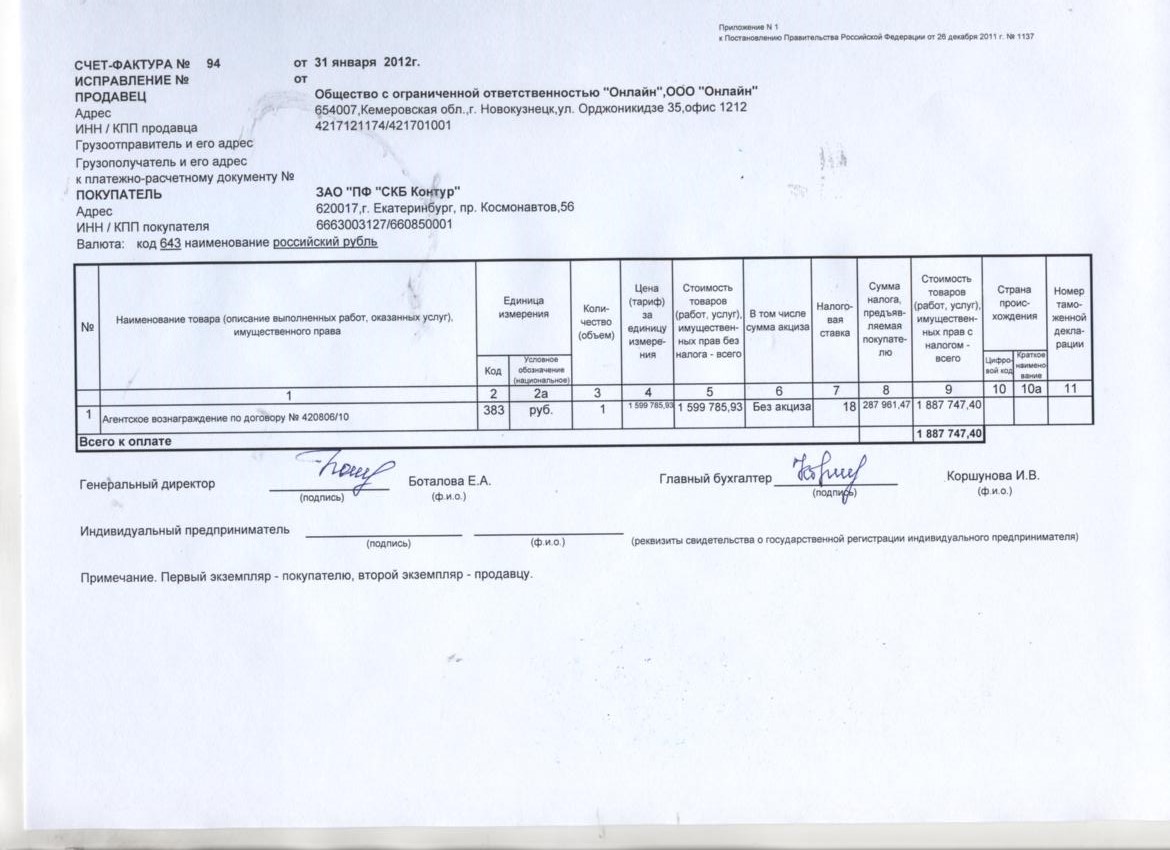 Приложение N 1
к Постановлению Правительства Российской Федерации от 26 декабря 2011 г. № 1137
СЧЕТ-ФАКТУРА № 94 от 31 января 2012г.
ИСПРАВЛЕНИЕ № от
ПРОДАВЕЦ Общество с ограниченной ответственностью "Онлайн",ООО "Онлайн"
Адрес 654007,Кемеровская обл.,г. Новокузнецк,ул. Орджоникидзе 35,офис 1212
ИНН / КПП продавца 4217121174/421701001
Грузоотправитель и его адрес
Грузополучатель и его адрес
к платежно-расчетному документу №
ПОКУПАТЕЛЬ ЗАО "ПФ "СКБ Контур"
Адрес 620017,г. Екатеринбург, пр. Космонавтов,56
ИНН / КПП покупателя 6663003127/660850001
Валюта: код 643 наименование российский рубль
№
Наименование товара (описание выполненных работ, оказанных услуг),
имущественного права
Единица
измерения
Код
Условное
обозначение
(национальное)
Коли-
чество
(объем)
Цена
(тариф)
за
единицу
измере-
ния
Стоимость
товаров
(работ, услуг),
имуществен-
ных прав без
налога - всего
В том числе
сумма акциза
Налого-
вая
ставка
Сумма
налога,
предъяв-
ляемая
покупате-
лю
Стоимость
товаров
(работ, услуг),
имуществен-
ных прав с
налогом -
всего
Страна
проис-
хождения
Цифро-
вой код
Краткое
наимено
вание
Номер
тамо-
женной
декла-
рации
1 2 2а 3 4 5 6 7 8 9 10 10а 11
1 Агентское вознаграждение по договору № 420806/10 383 руб. 1 1 599 785,93 1 599 785,93 Без акциза 18 287 961,47 1 887 747,40
Всего к оплате 1 887 747,40
Генеральный директор Боталова Е.А. Главный бухгалтер Коршунова И.В.
(подпись) (ф.и.о.) (подпись) (ф.и.о.)
Индивидуальный предприниматель
(подпись) (ф.и.о.) (реквизиты свидетельства о государственной регистрации индивидуального предпринимателя)
Примечание. Первый экземпляр - покупателю, второй экземпляр - продавцу.